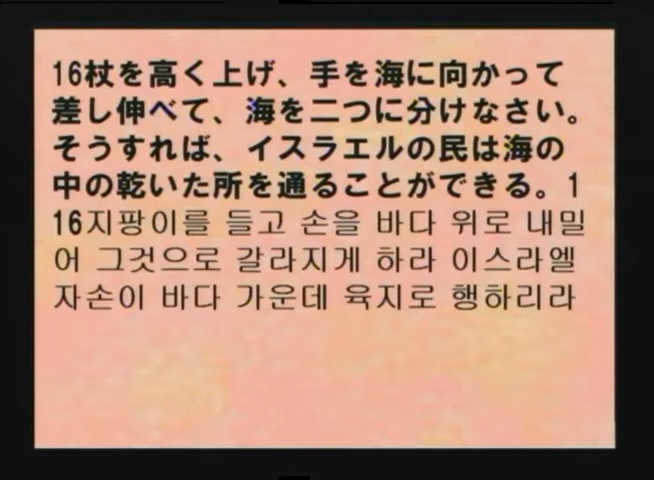 16杖を高く上げ、手を海に向かって
差し伸べて、海を二つに分けなさい。
そうすれば、イスラエルの民は海の
中の乾いた所を通ることができる。1
16지팡이를 들고 손을 바다 위로 내밀
어 그것으로 갈라지게 하라 이스라엘
자손이 바다 가운데 육지로 행하리라